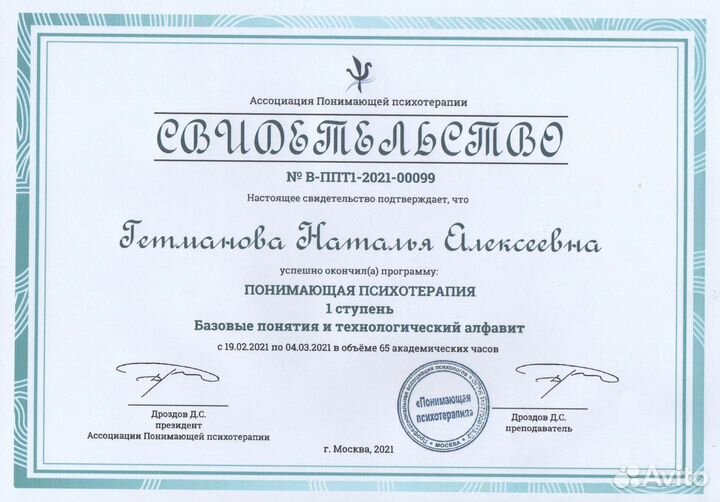 Ассоциация Понимающей психотерапии
СВИДЕТЕЛЬСТВО
№ В-ППТ1-2021-00099
Настоящее свидетельство подтверждает, что
Гетманова Наталья Алексеевна
успешно окончил(а) программу:
ПОНИМАЮЩАЯ ПСИХОТЕРАПИЯ
1 ступень
Базовые понятия и технологический алфавит
с 19.02.2021 по 04.03.2021 в объёме 65 академических часов
Дроздов Д.С.
президент
Ассоциации Понимающей психотерапии
«Понимающая
психотерапия»
МОСКВА
Дроздов Д.С.
преподаватель
г. Москва, 2021
Avito